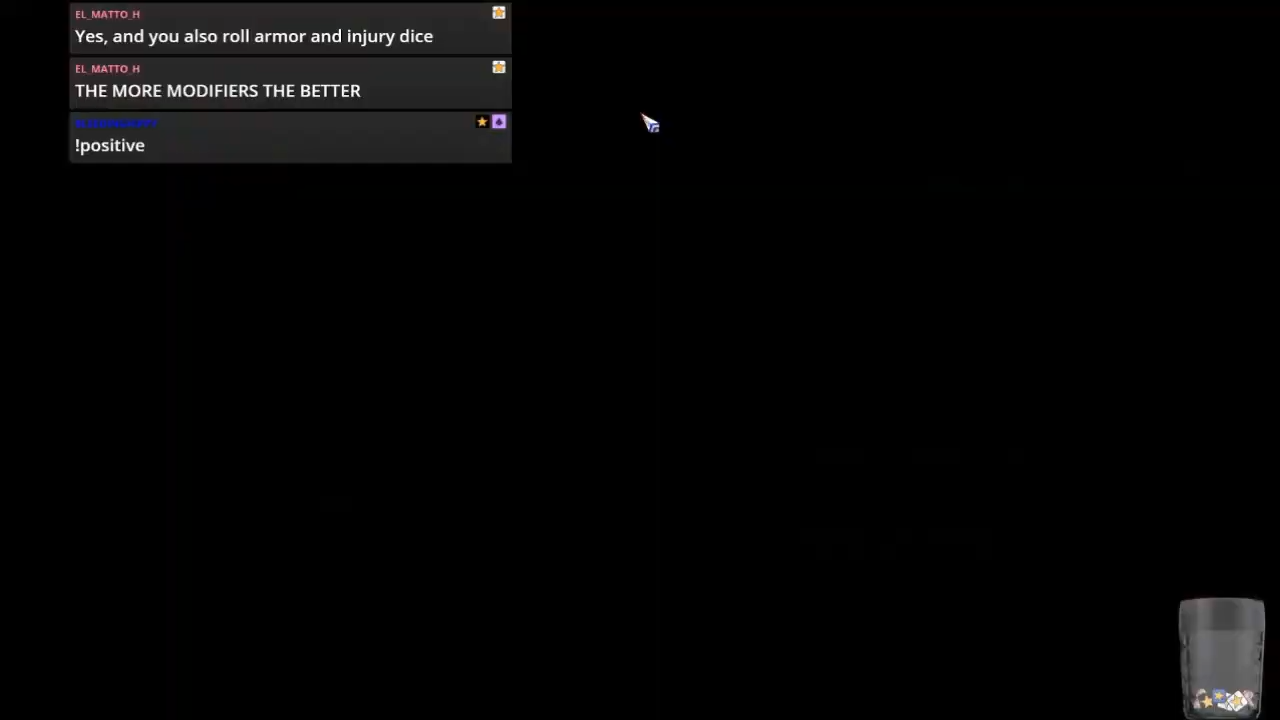 EL_MATTO_H
Yes, and you also roll armor and injury dice
EL_MATTO_H
THE MORE MODIFIERS THE BETTER
!positive